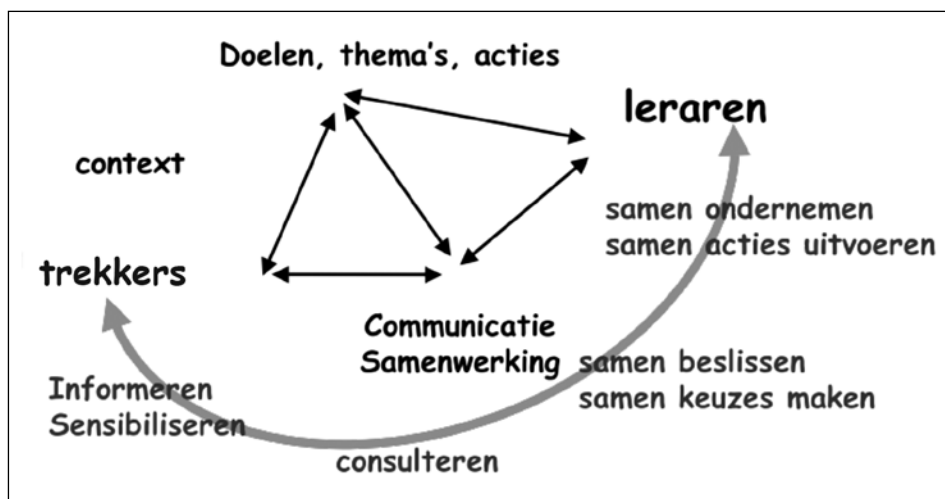 Doelen, thema's, acties
leraren
context
samen ondernemen
samen acties uitvoeren
trekkers
Communicatie
Samenwerking
samen beslissen
samen keuzes maken
Informeren
Sensibiliseren
consulteren